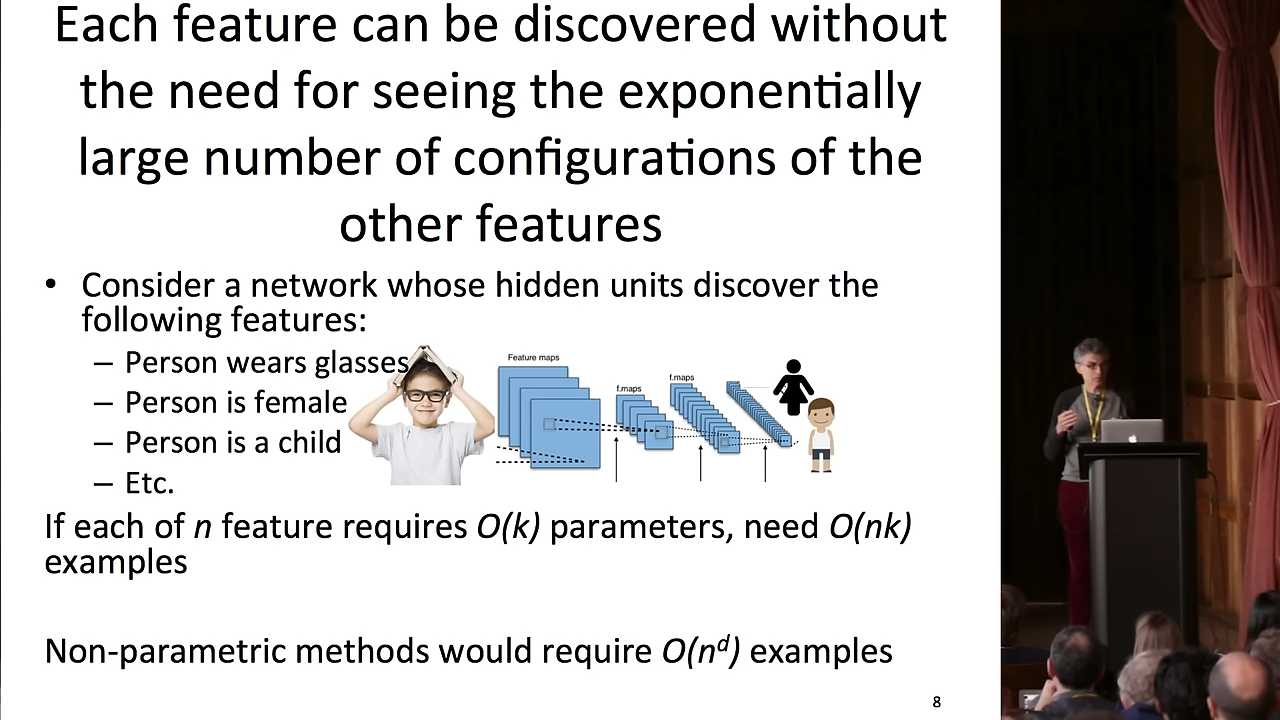 Each feature can be discovered without
the need for seeing the exponentially
large number of configurations of the
other features
• Consider a network whose hidden units discover the
following features:
– Person wears glasses
– Person is female
– Person is a child
– Etc.
Feature maps
f.maps
f.maps
If each of n feature requires O(k) parameters, need O(nk)
examples
Non-parametric methods would require O(nᵈ) examples
8